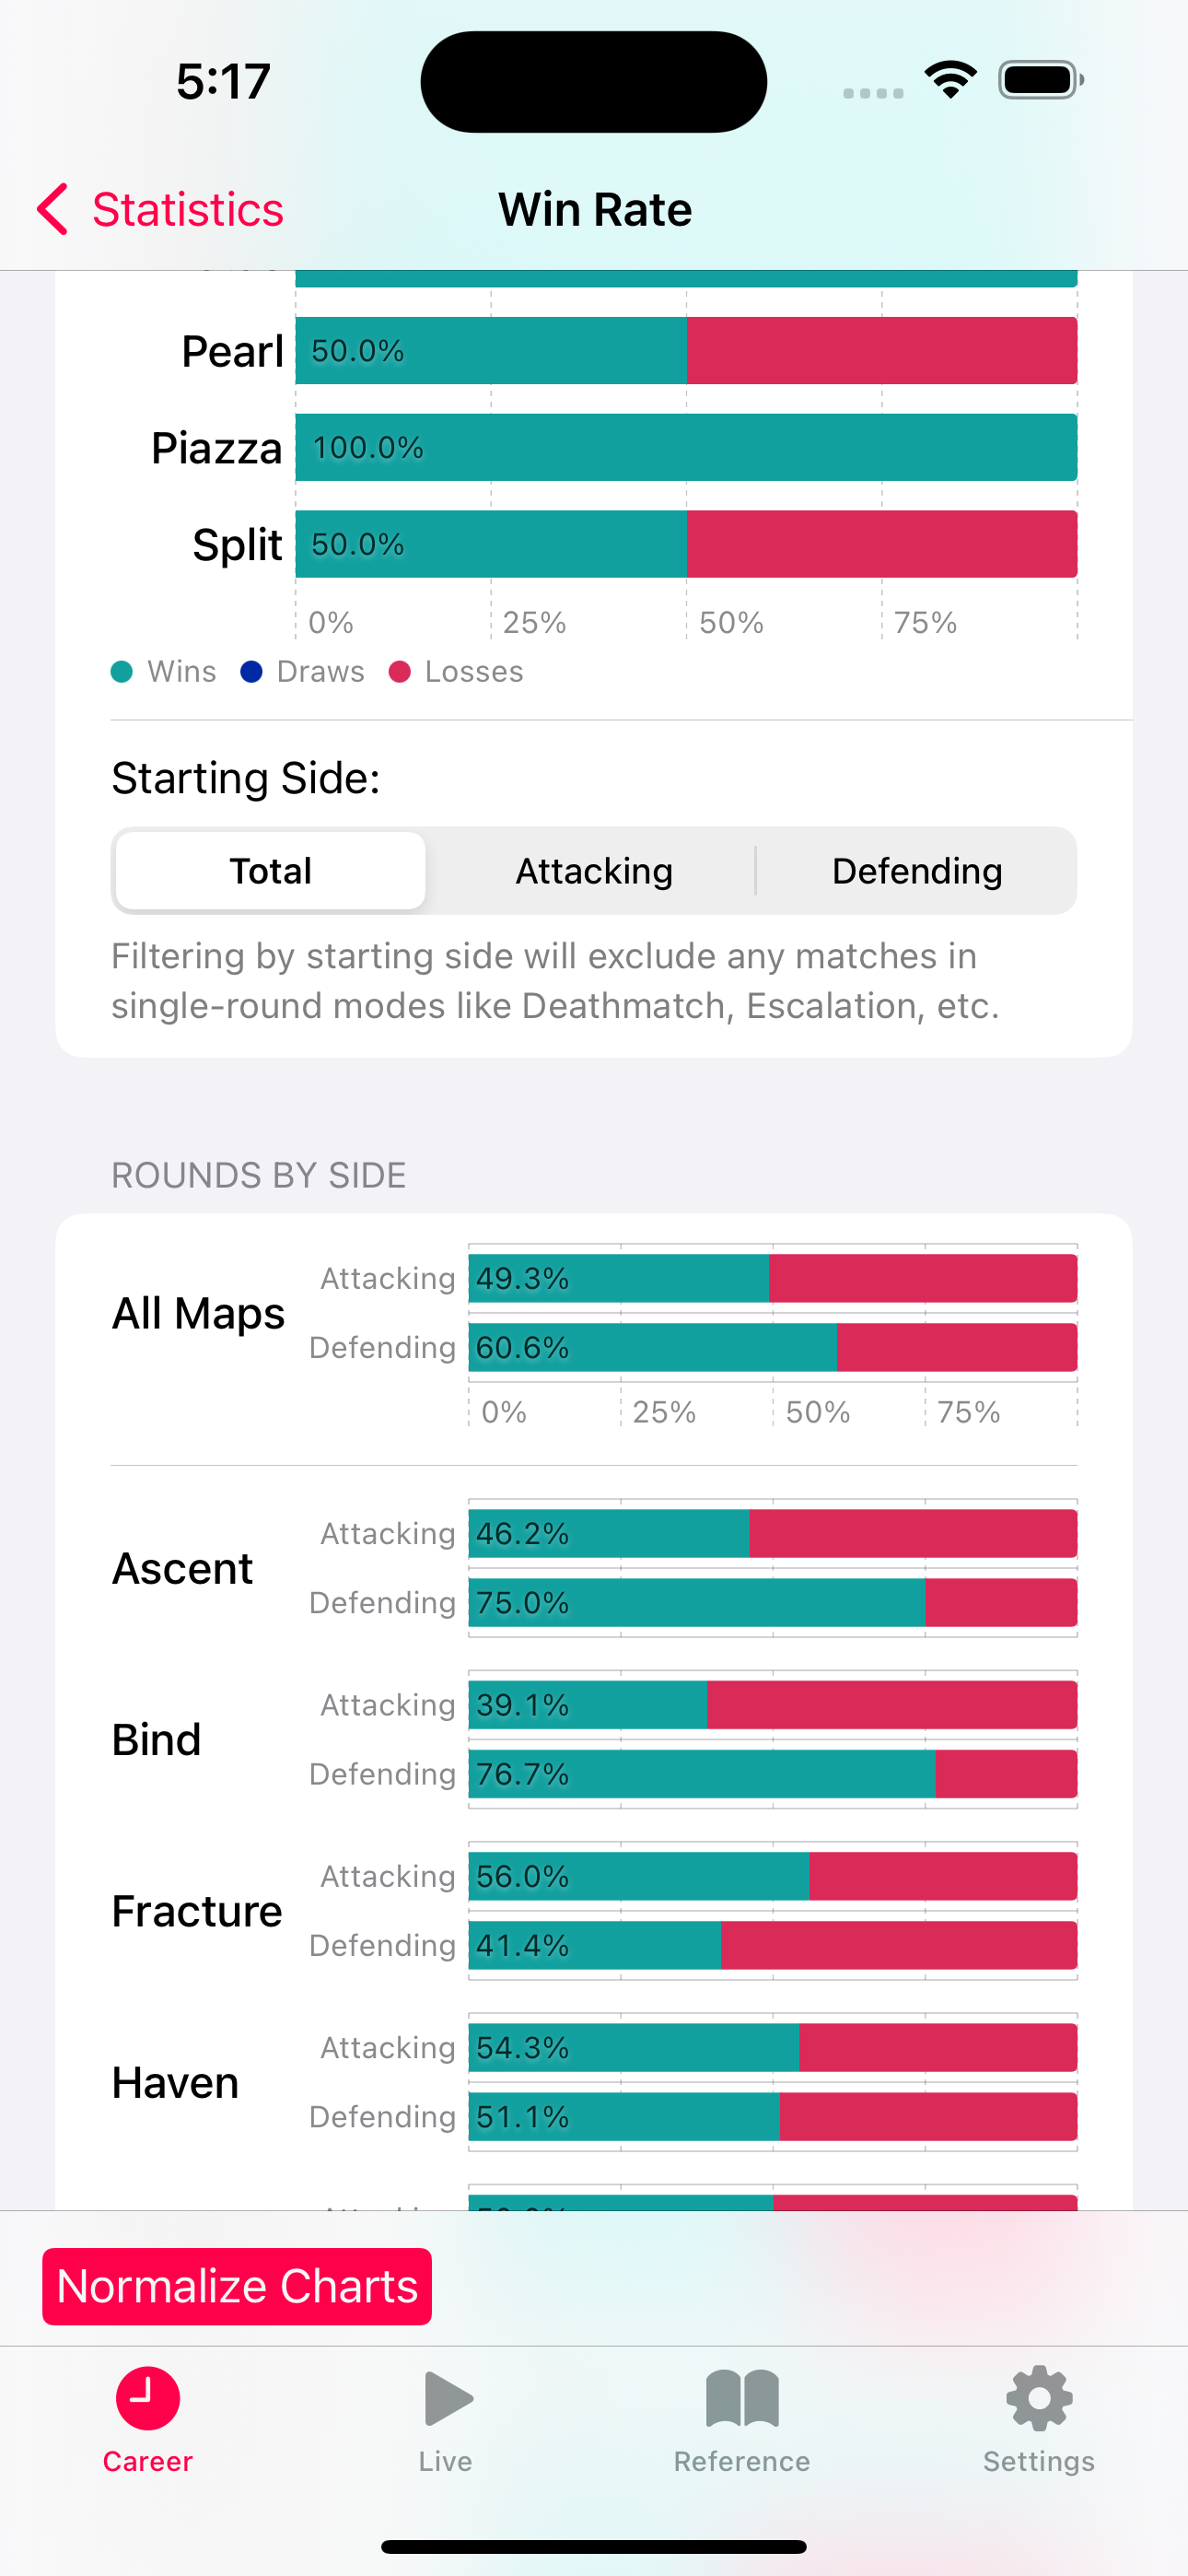 5:17
Statistics
Win Rate
Pearl 50.0%
Piazza 100.0%
Split 50.0%
0% 25% 50% 75%
Wins Draws Losses
Starting Side:
Total Attacking Defending
Filtering by starting side will exclude any matches in
single-round modes like Deathmatch, Escalation, etc.
ROUNDS BY SIDE
All Maps
Attacking 49.3%
Defending 60.6%
0% 25% 50% 75%
Ascent
Attacking 46.2%
Defending 75.0%
Bind
Attacking 39.1%
Defending 76.7%
Fracture
Attacking 56.0%
Defending 41.4%
Haven
Attacking 54.3%
Defending 51.1%
Normalize Charts
Career Live Reference Settings